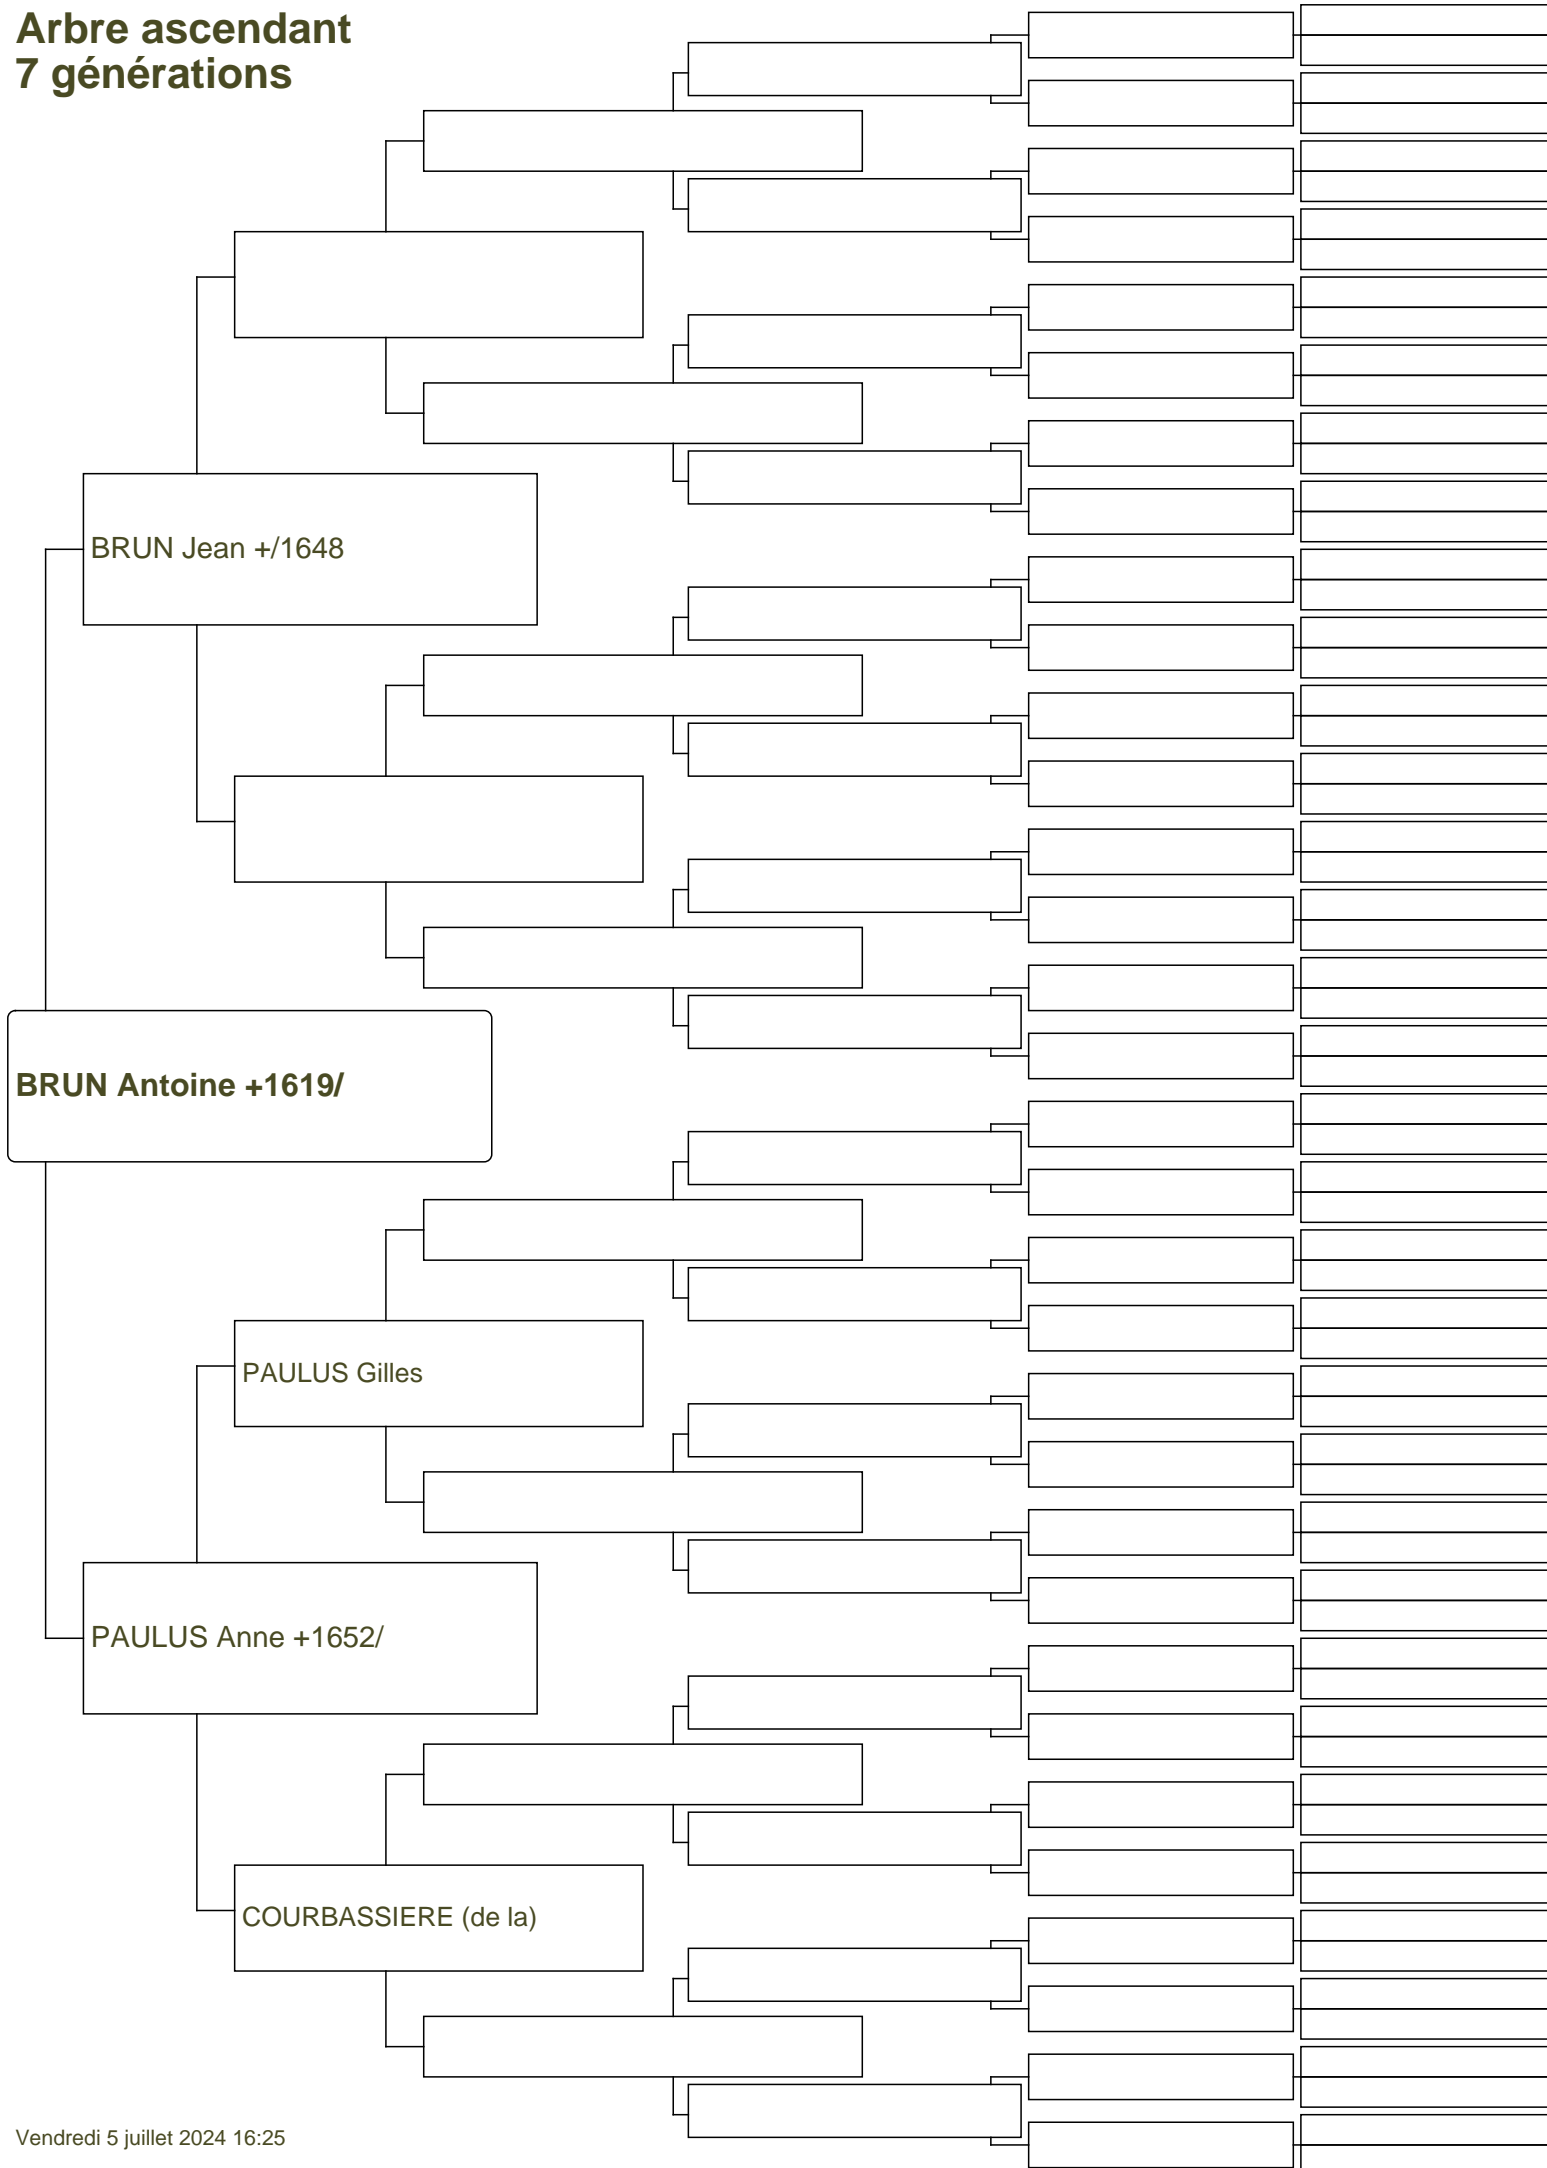 Arbre ascendant
7 générations
BRUN Jean +/1648
BRUN Antoine +1619/
PAULUS Gilles
PAULUS Anne +1652/
COURBASSIERE (de la)
Vendredi 5 juillet 2024 16:25